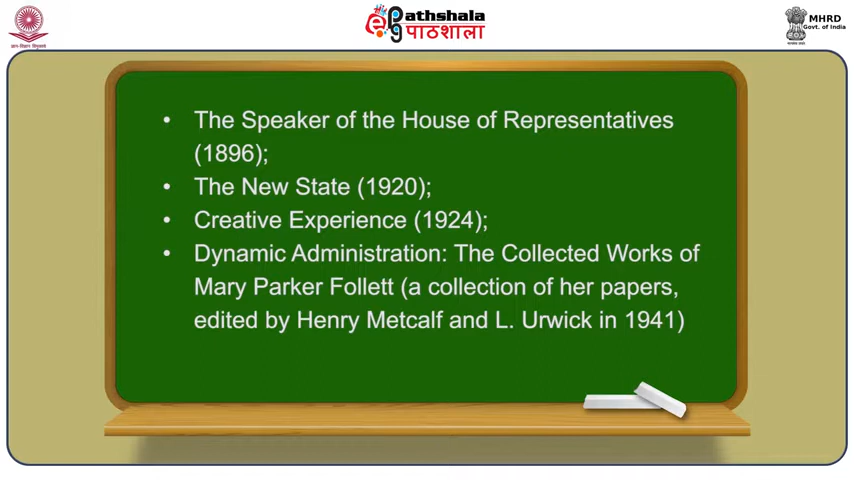 ePathshala
पाठशाला
MHRD
Govt. of India
• The Speaker of the House of Representatives
(1896);
• The New State (1920);
• Creative Experience (1924);
• Dynamic Administration: The Collected Works of
Mary Parker Follett (a collection of her papers,
edited by Henry Metcalf and L. Urwick in 1941)